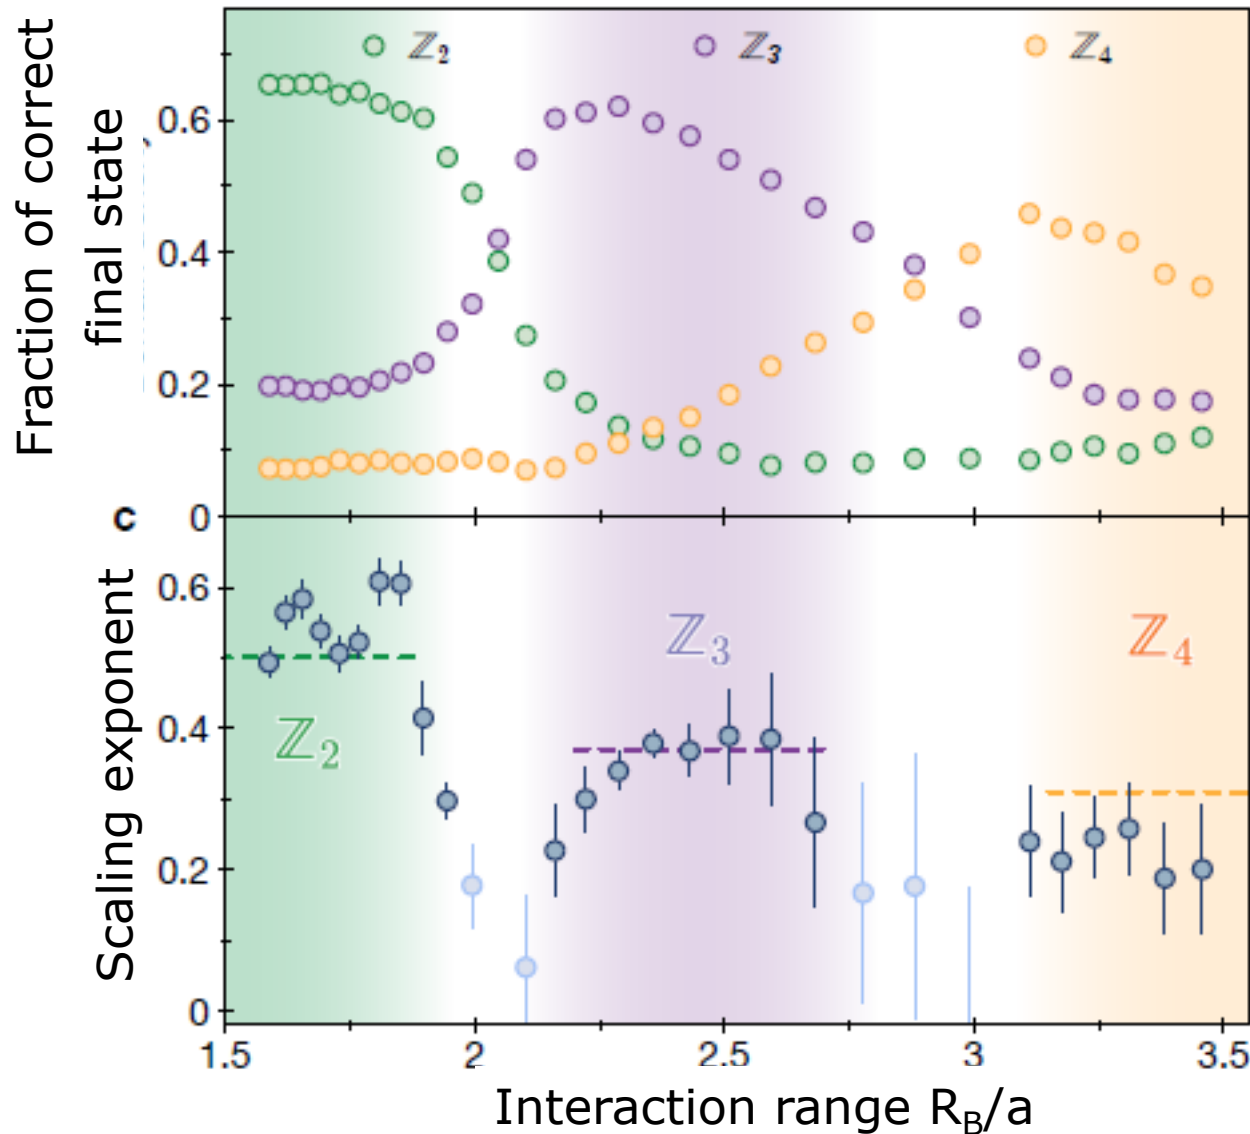 Fraction of correct
final state
ℤ₂ ℤ₃ ℤ₄
0.6
0.4
0.2
0
c
Scaling exponent
0.6
0.4
0.2
0
ℤ₂
ℤ₃
ℤ₄
1.5 2 2.5 3 3.5
Interaction range R_B/a